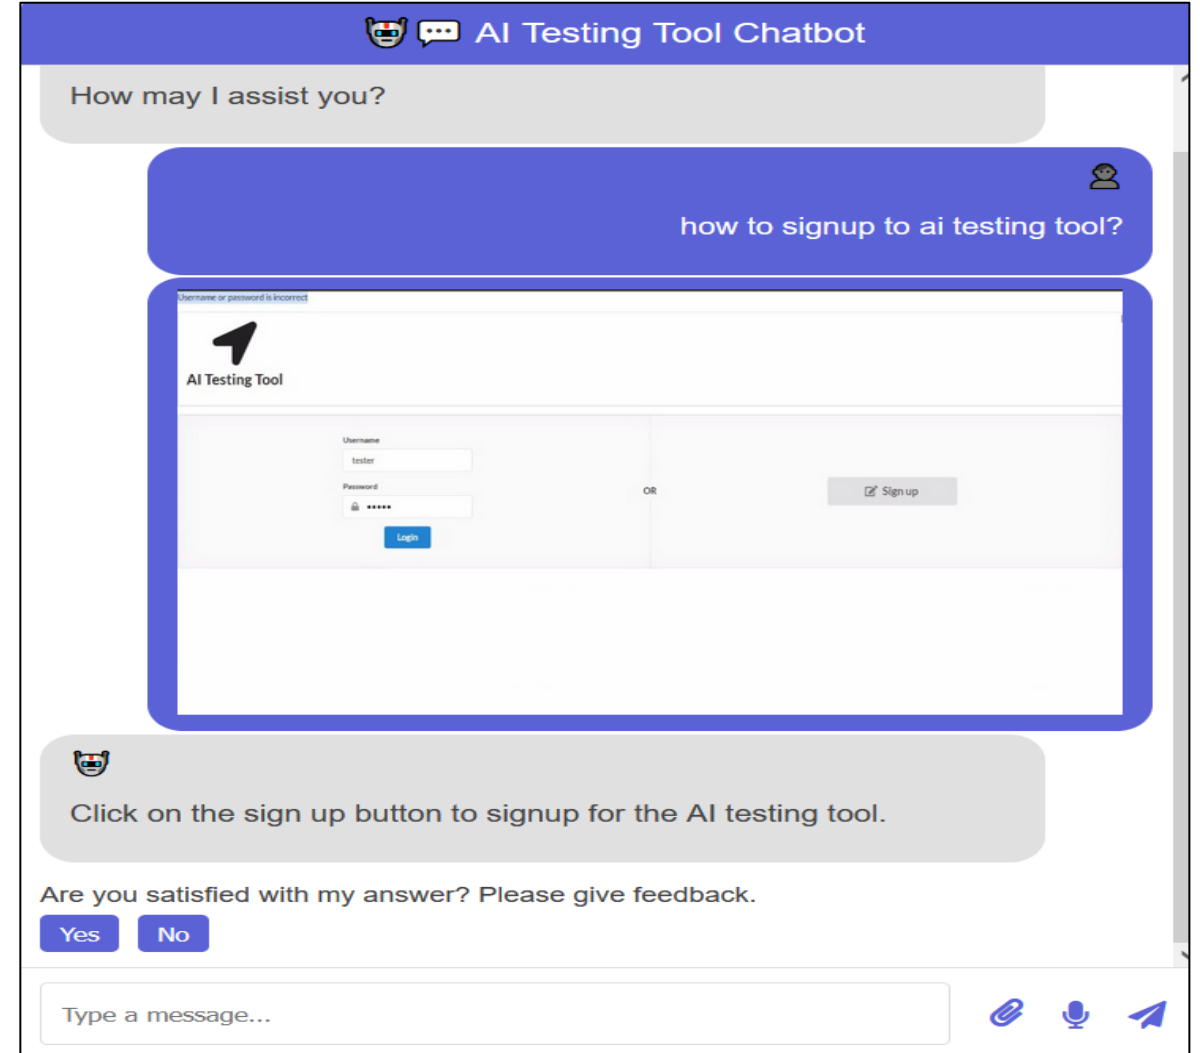 AI Testing Tool Chatbot
How may I assist you?
how to signup to ai testing tool?
Username or password is incorrect
AI Testing Tool
Username
tester
Password
OR
Sign up
Login
Click on the sign up button to signup for the AI testing tool.
Are you satisfied with my answer? Please give feedback.
Yes No
Type a message...